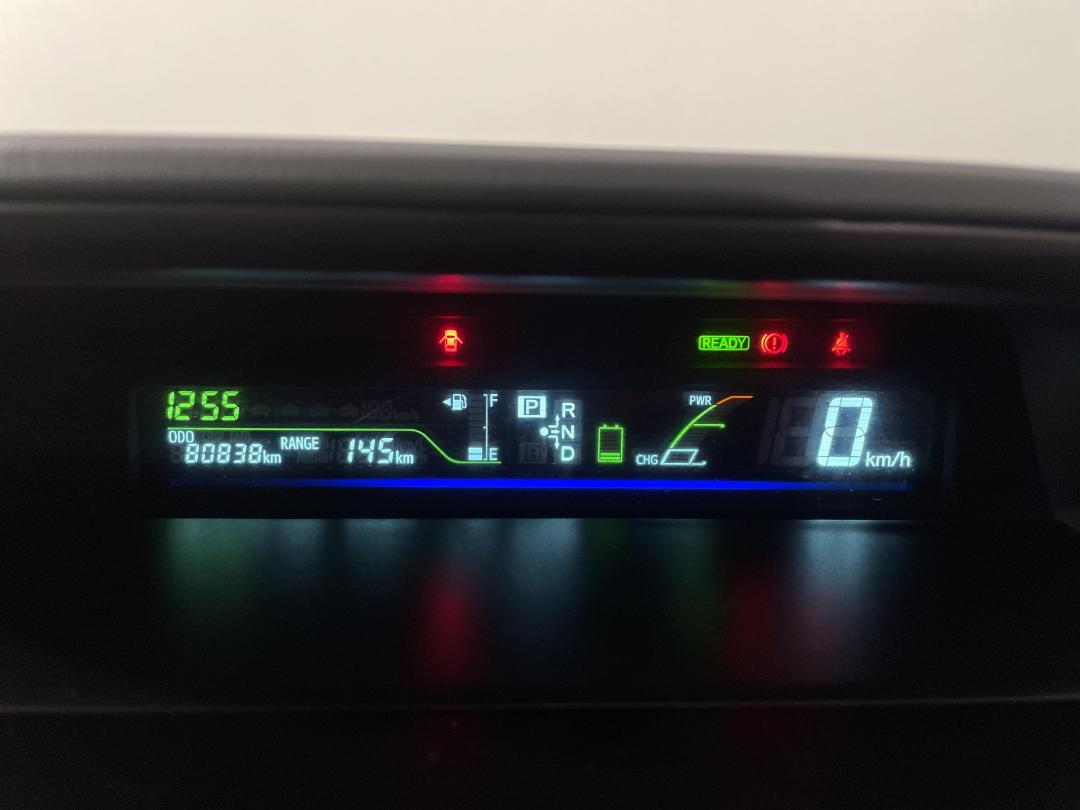 READY
12:55
ODO
80838km
RANGE
145km
F
E
P
R
N
D
B
PWR
CHG
0 km/h